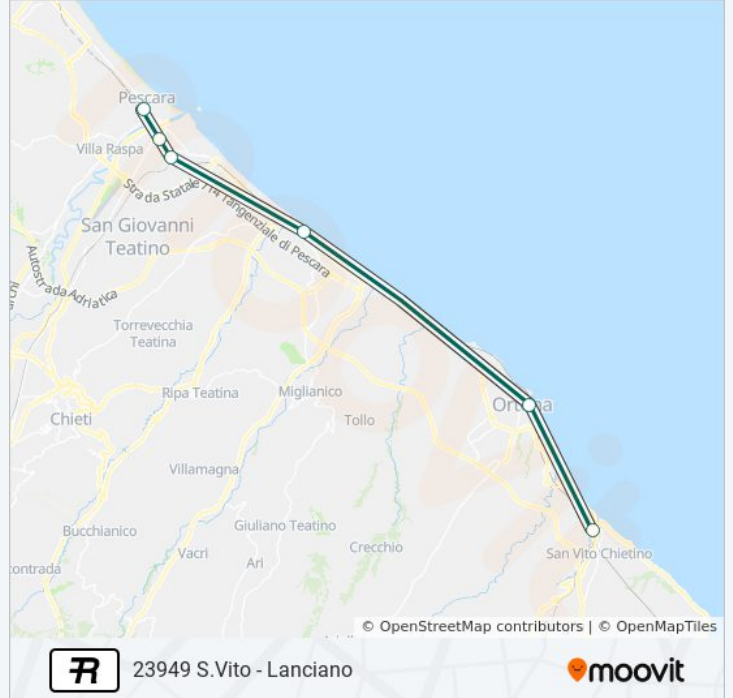 Pescara
Villa Raspa
Strada Statale 714 Tangenziale di Pescara
San Giovanni
Teatino
Autostrada Adriatica
Torrevecchia
Teatina
Ripa Teatina
Miglianico
Chieti
Tollo
Villamagna
Bucchianico
Giuliano Teatino
Vacri
Ari
Crecchio
San Vito Chietino
© OpenStreetMap contributors | © OpenMapTiles
R 23949 S.Vito - Lanciano
moovit